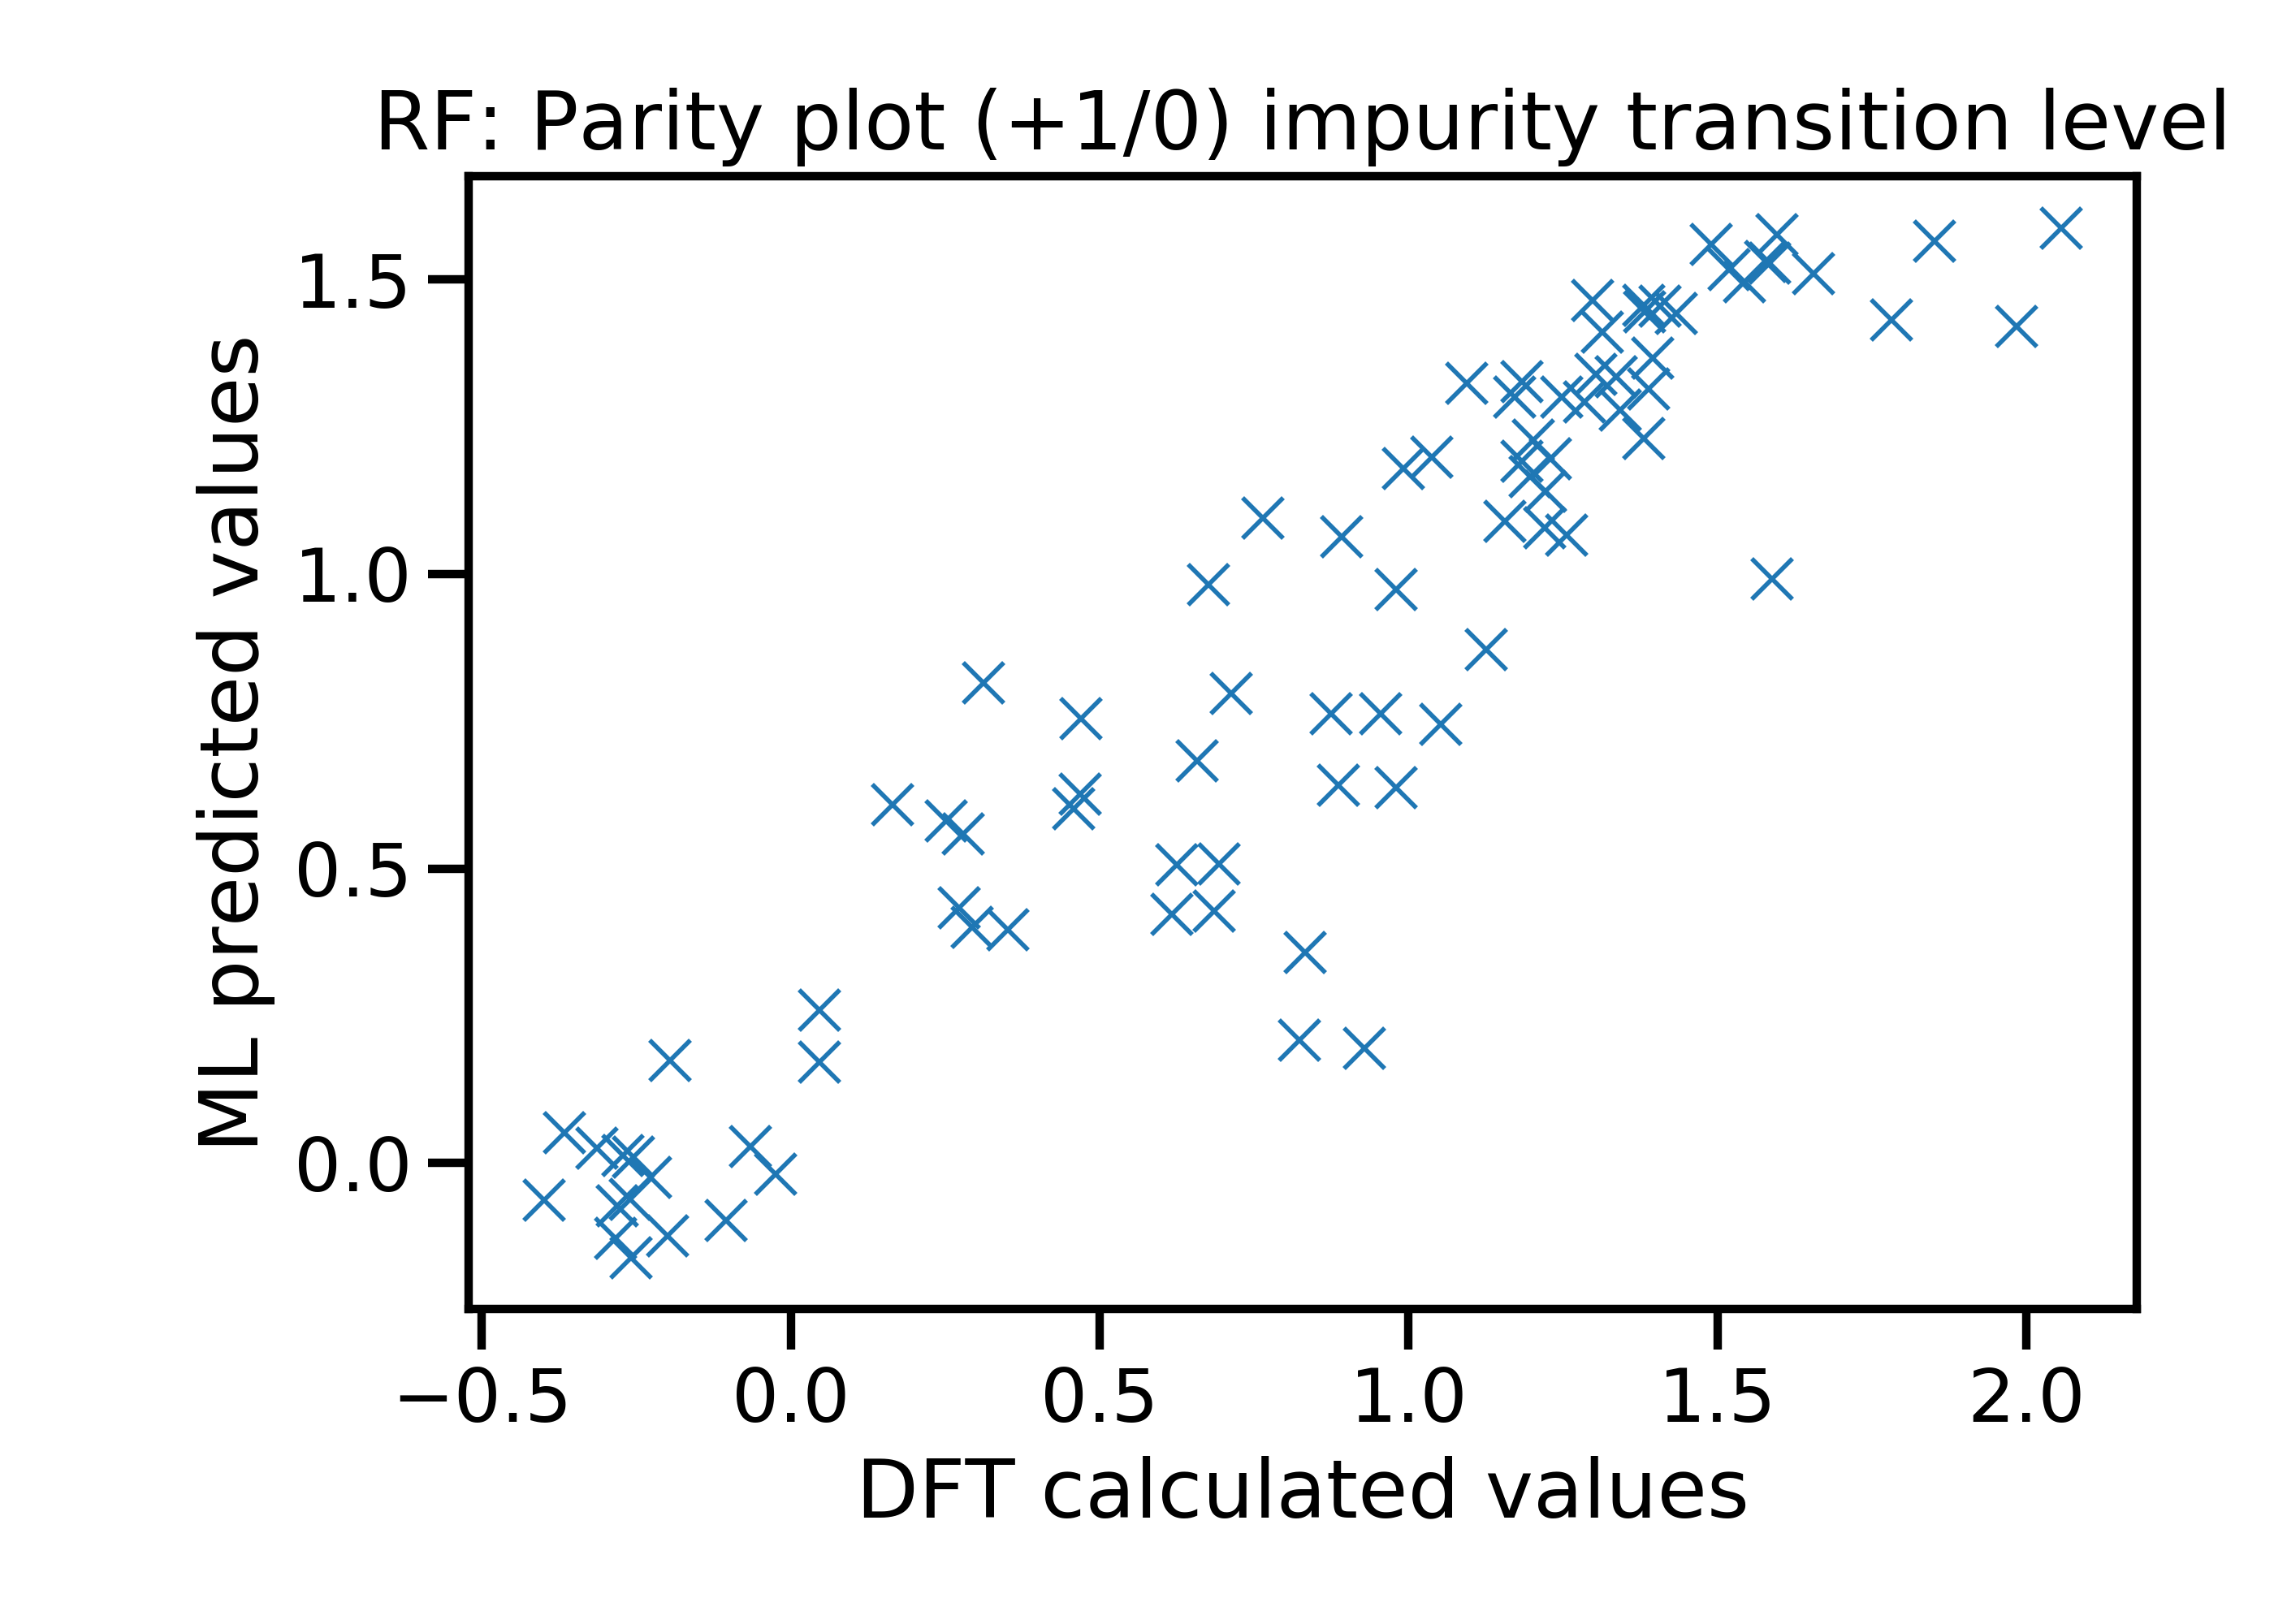 RF: Parity plot (+1/0) impurity transition level
ML predicted values
1.5
1.0
0.5
0.0
−0.5 0.0 0.5 1.0 1.5 2.0
DFT calculated values